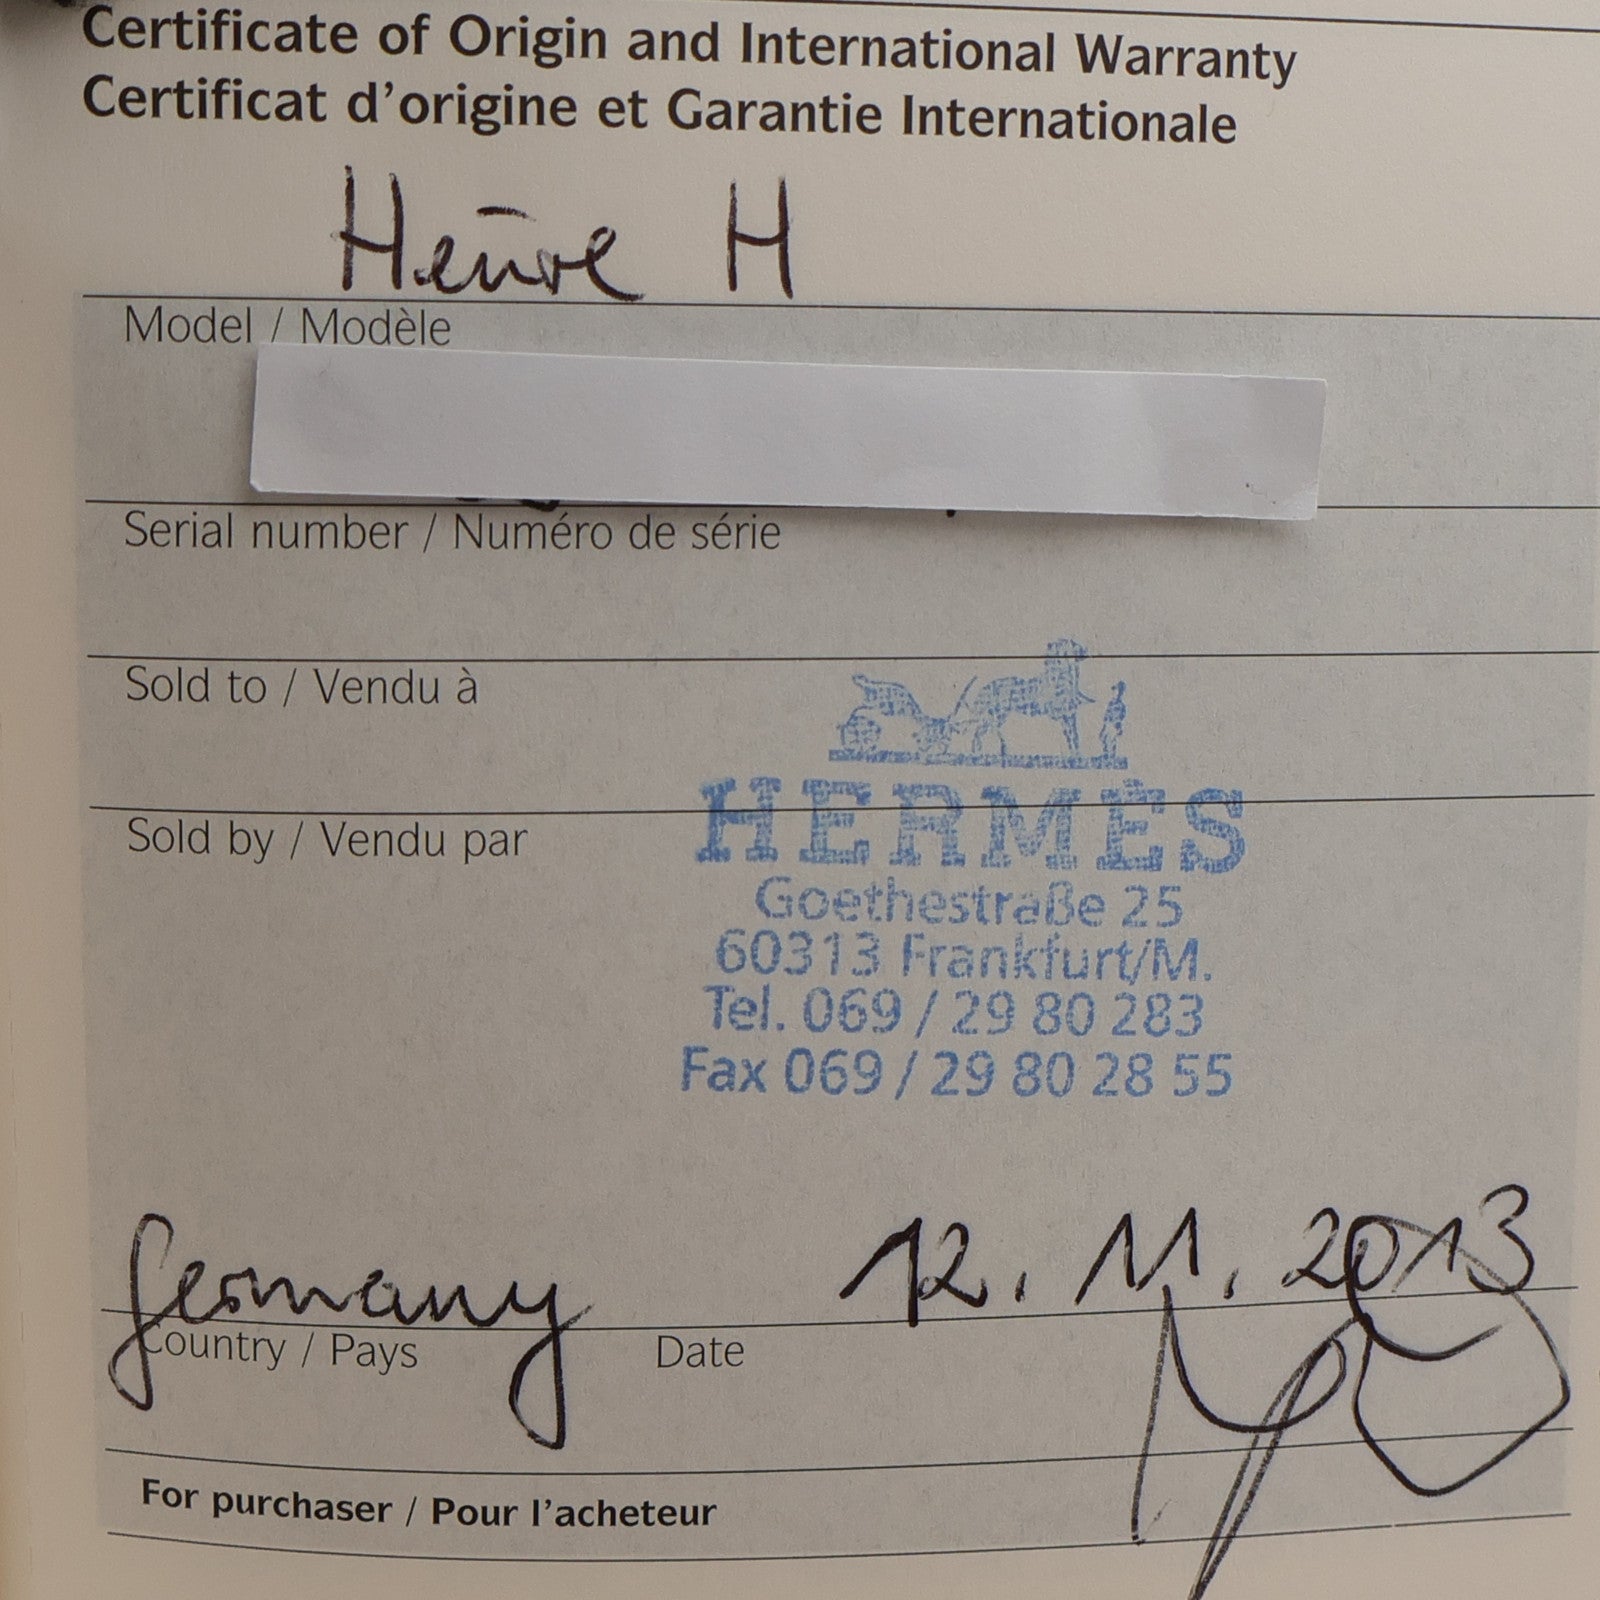 Certificate of Origin and International Warranty
Certificat d'origine et Garantie Internationale
Heure H
Model / Modèle
Serial number / Numéro de série
Sold to / Vendu à
HERMÈS
Sold by / Vendu par
Goethestraße 25
60313 Frankfurt/M.
Tel. 069 / 29 80 283
Fax 069 / 29 80 28 55
Germany 12. 11. 2013
Country / Pays Date
For purchaser / Pour l'acheteur